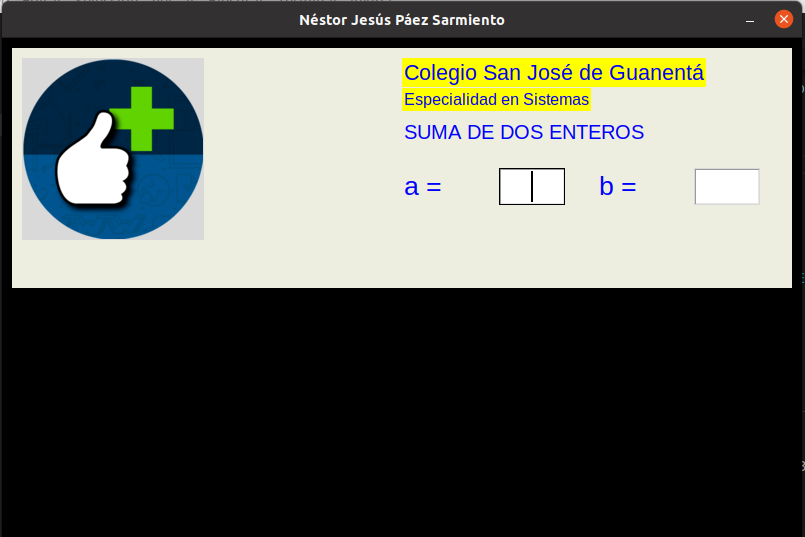 Néstor Jesús Páez Sarmiento
Colegio San José de Guanentá
Especialidad en Sistemas
SUMA DE DOS ENTEROS
a = b =